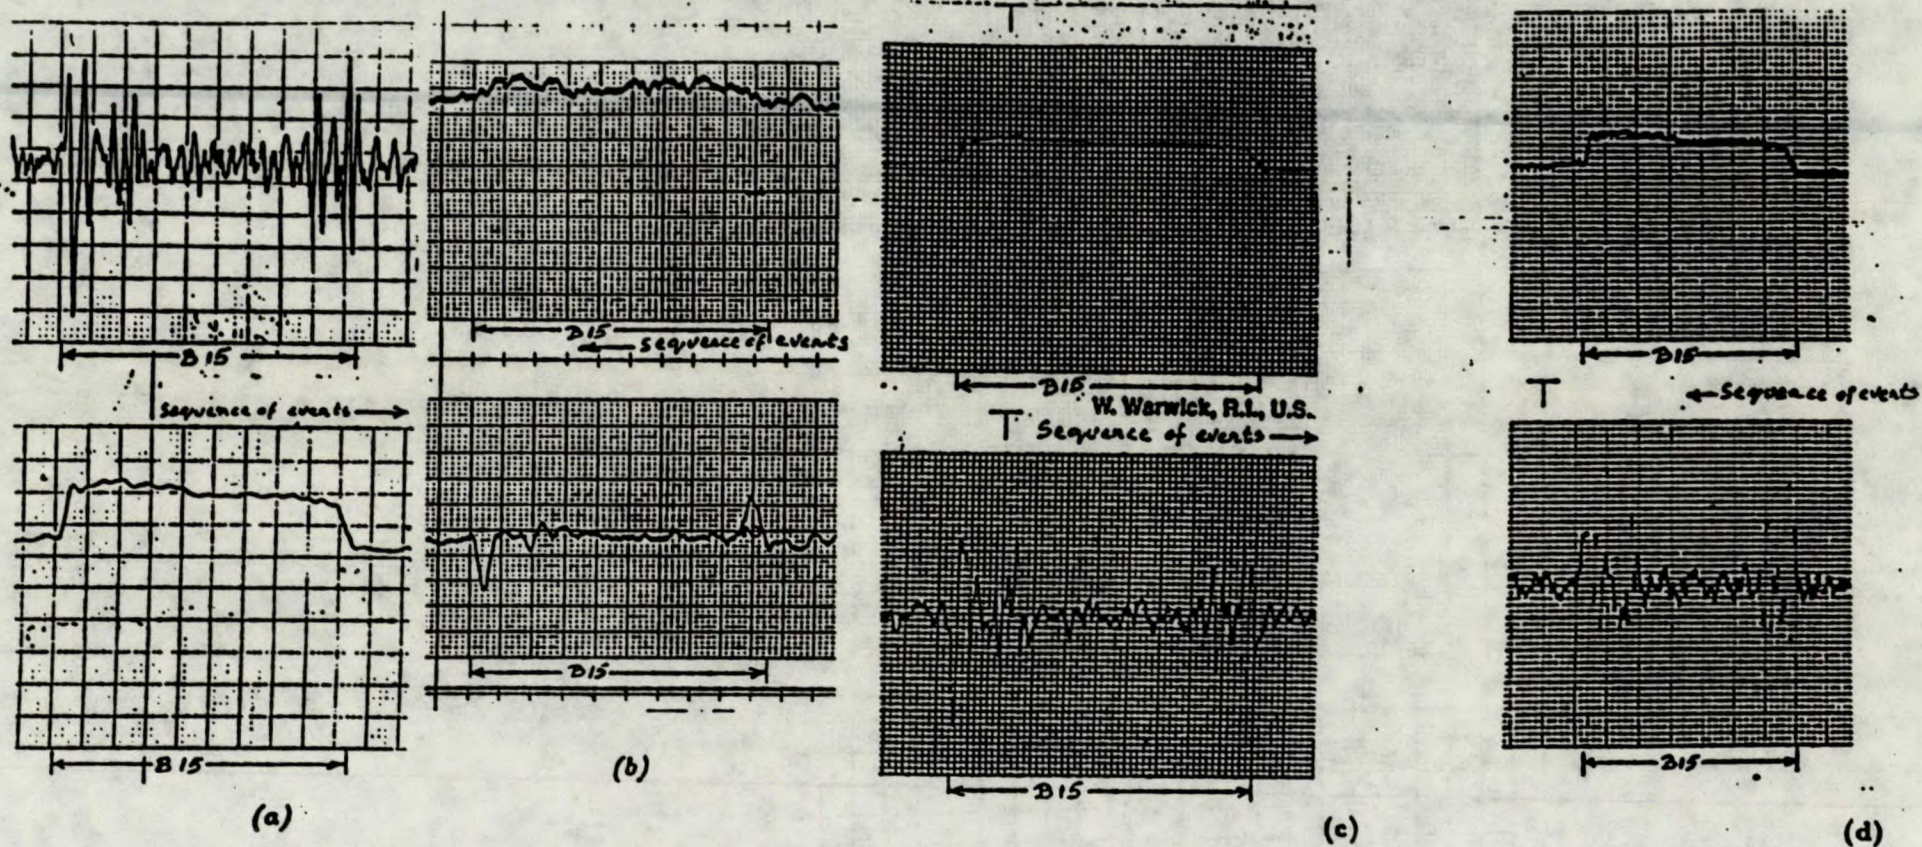 B15
Sequence of events
B15
(a)
B15
Sequence of events
B15
(b)
B15
W. Warwick, R.I., U.S.
Sequence of events
B15
(c)
B15
Sequence of events
B15
(d)